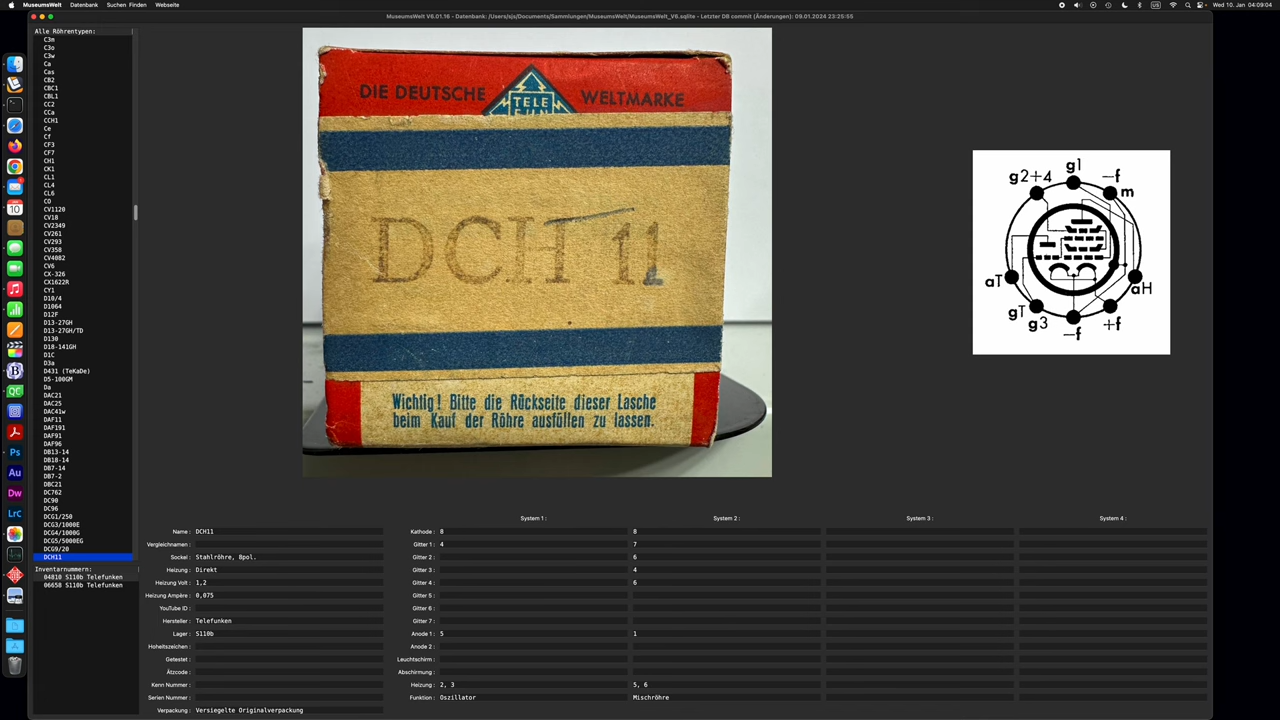 MuseumsWelt Datenbank Suchen Finden Webseite
Wed 10. Jan 04:09:04
MuseumsWelt V6.01.16 - Datenbank: /Users/sjs/Documents/Sammlungen/MuseumsWelt/MuseumsWelt_V6.sqlite - Letzter DB commit (Änderungen): 09.01.2024 23:25:55
Alle Röhrentypen:
C3m
C3o
C3w
Ca
Cas
CB2
CBC1
CBL1
CC2
CCa
CCH1
Ce
Cf
CF3
CF7
CH1
CK1
CL1
CL4
CL6
CO
CV1120
CV18
CV2349
CV261
CV293
CV358
CV4082
CV6
CX-326
CX1622R
CY1
D10/4
D1064
D12F
D13-27GH
D13-27GH/TD
D130
D18-141GH
D1C
D3a
D431 (TeKaDe)
D5-100GM
Da
DAC21
DAC25
DAC41w
DAF11
DAF191
DAF91
DAF96
DB13-14
DB18-14
DB7-14
DB7-2
DBC21
DC762
DC90
DC96
DCG1/250
DCG3/1000E
DCG4/1000G
DCG5/5000EG
DCG9/20
DCH11
Inventarnummern:
04810 S110b Telefunken
06658 S110b Telefunken
DIE DEUTSCHE TELE FUN WELTMARKE
DCH 11
Wichtig! Bitte die Rückseite dieser Lasche
beim Kauf der Röhre ausfüllen zu lassen.
g1
g2+4 -f
m
aT aH
gT
g3 -f +f
System 1: System 2: System 3: System 4:
Name: DCH11 Kathode: 8 8
Vergleichnamen: Gitter 1: 4 7
Sockel: Stahlröhre, 8pol. Gitter 2: 6
Heizung: Direkt Gitter 3: 4
Heizung Volt: 1,2 Gitter 4: 6
Heizung Ampère: 0,075 Gitter 5:
YouTube ID: Gitter 6:
Hersteller: Telefunken Gitter 7:
Lager: S110b Anode 1: 5 1
Hoheitszeichen: Anode 2:
Getestet: Leuchtschirm:
Ätzcode: Abschirmung:
Kenn Nummer: Heizung: 2, 3 5, 6
Serien Nummer: Funktion: Oszillator Mischröhre
Verpackung: Versiegelte Originalverpackung